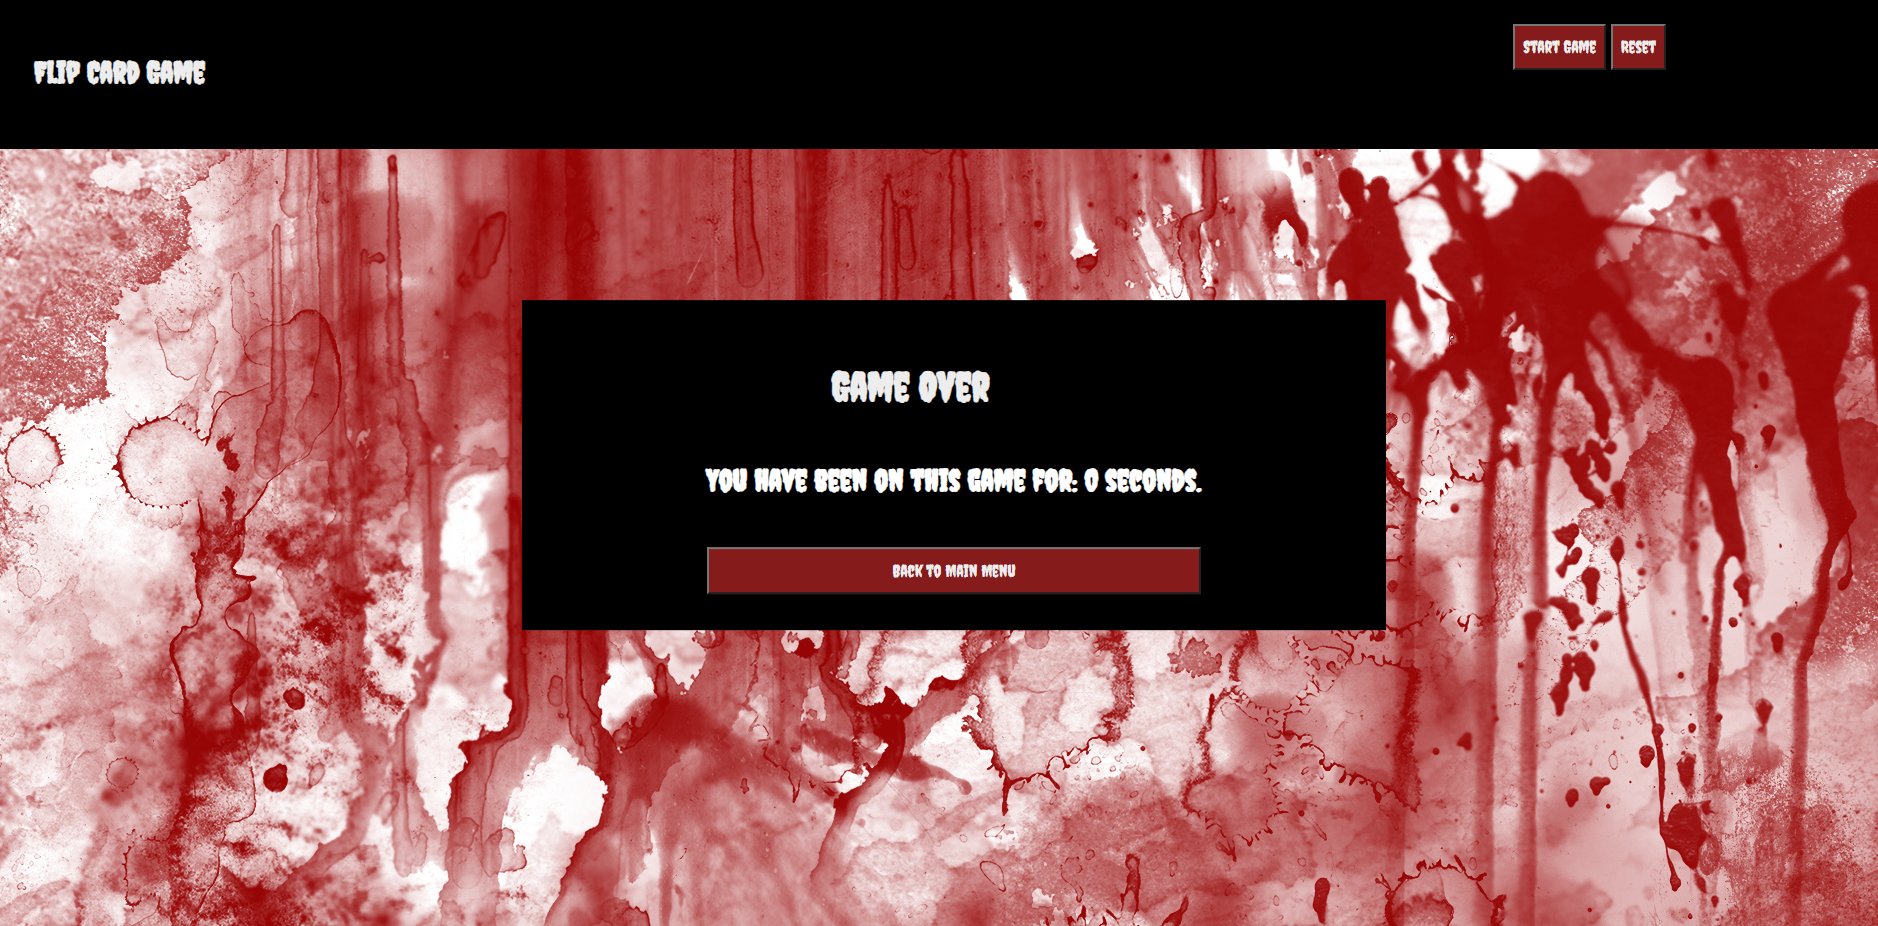 FLIP CARD GAME
START GAME
RESET
GAME OVER
YOU HAVE BEEN ON THIS GAME FOR: 0 SECONDS.
BACK TO MAIN MENU